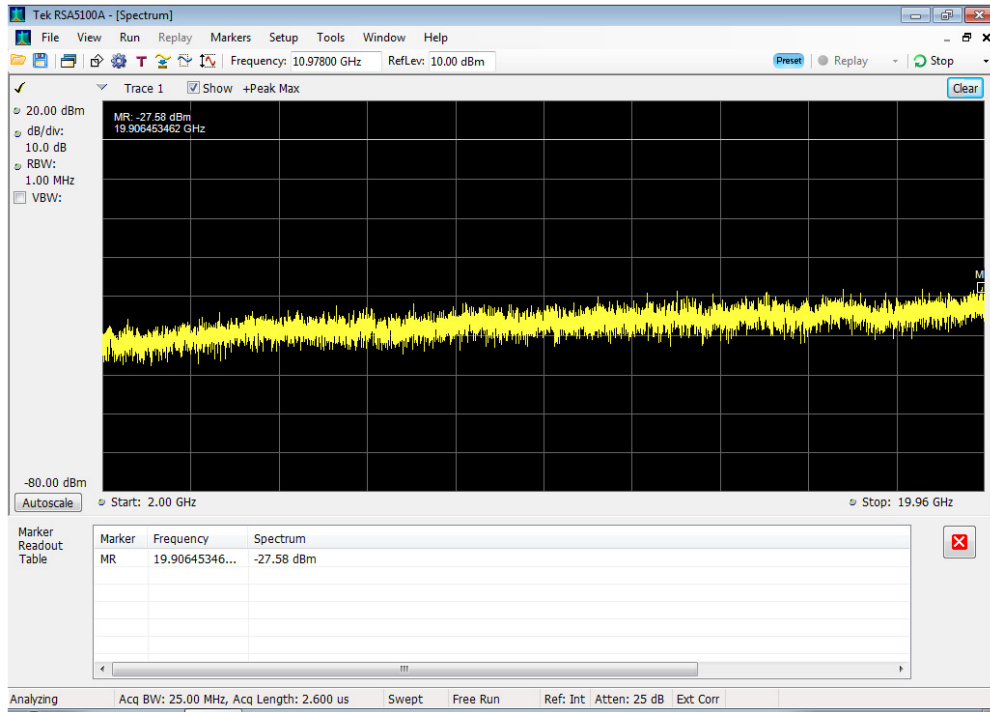 Tek RSA5100A - [Spectrum]
File View Run Replay Markers Setup Tools Window Help
T Frequency: 10.97800 GHz RefLev: 10.00 dBm Preset Replay Stop
Trace 1 Show +Peak Max Clear
20.00 dBm
dB/div:
10.0 dB
RBW:
1.00 MHz
VBW:
MR: -27.58 dBm
19.906453462 GHz
M
-80.00 dBm
Autoscale Start: 2.00 GHz Stop: 19.96 GHz
Marker
Readout
Table
Marker Frequency Spectrum
MR 19.90645346... -27.58 dBm
Analyzing Acq BW: 25.00 MHz, Acq Length: 2.600 us Swept Free Run Ref: Int Atten: 25 dB Ext Corr